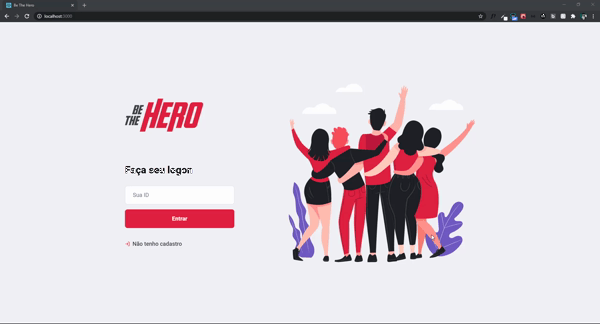 Be The Hero
localhost:3000
BE
THE HERO
Faça seu logon
Sua ID
Entrar
Não tenho cadastro